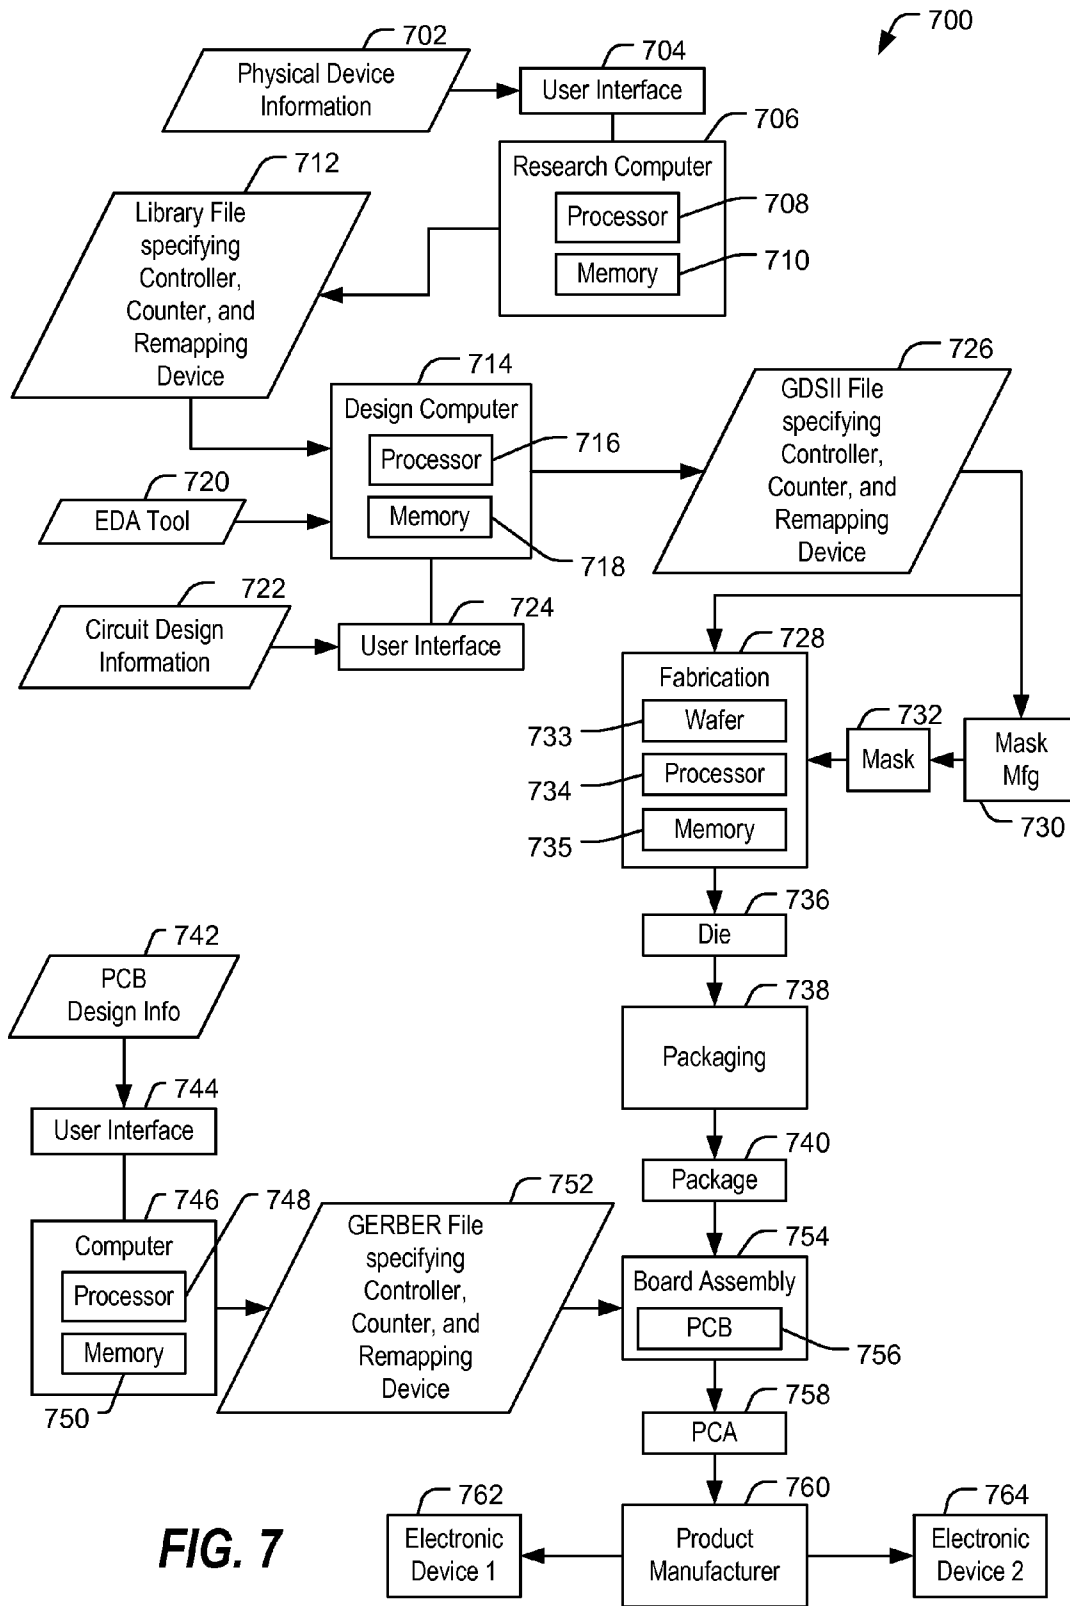 700
702
Physical Device
Information
704
User Interface
706
Research Computer
Processor
708
Memory
710
712
Library File
specifying
Controller,
Counter, and
Remapping
Device
714
Design Computer
Processor
716
Memory
718
720
EDA Tool
722
Circuit Design
Information
724
User Interface
726
GDSII File
specifying
Controller,
Counter, and
Remapping
Device
728
Fabrication
Wafer
733
Processor
734
Memory
735
732
Mask
Mask
Mfg
730
736
Die
738
Packaging
740
Package
742
PCB
Design Info
744
User Interface
746
748
Computer
Processor
Memory
750
752
GERBER File
specifying
Controller,
Counter, and
Remapping
Device
754
Board Assembly
PCB
756
758
PCA
760
Product
Manufacturer
762
Electronic
Device 1
764
Electronic
Device 2
FIG. 7